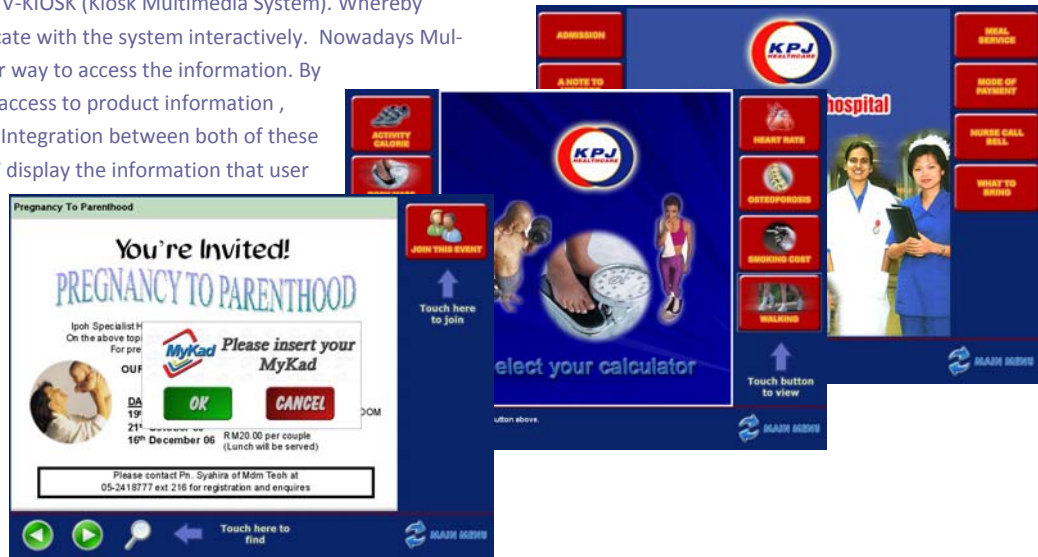 V-KIOSK (Kiosk Multimedia System). Whereby
cate with the system interactively. Nowadays Mul-
r way to access the information. By
access to product information ,
Integration between both of these
display the information that user
ADMISSION
A NOTE TO
KPJ
HEALTHCARE
hospital
MEAL
SERVICE
MODE OF
PAYMENT
NURSE CALL
BELL
WHAT TO
BRING
MAIN MENU
ACTIVITY
CALORIE
KPJ
HEALTHCARE
HEART RATE
OSTEOPOROSIS
SMOKING COST
WALKING
elect your calculator
Touch button
to view
utton above.
MAIN MENU
Pregnancy To Parenthood
You're Invited!
PREGNANCY TO PARENTHOOD
Ipoh Specialist H
On the above top
For pre
OUR
MyKad Please insert your
MyKad
OK CANCEL
DA
19
21
16th December 06
OOM
RM20.00 per couple
(Lunch will be served)
Please contact Pn. Syahira of Mdm Teoh at
05-2418777 ext 216 for registration and enquires
JOIN THIS EVENT
Touch here
to join
Touch here to
find
MAIN MENU